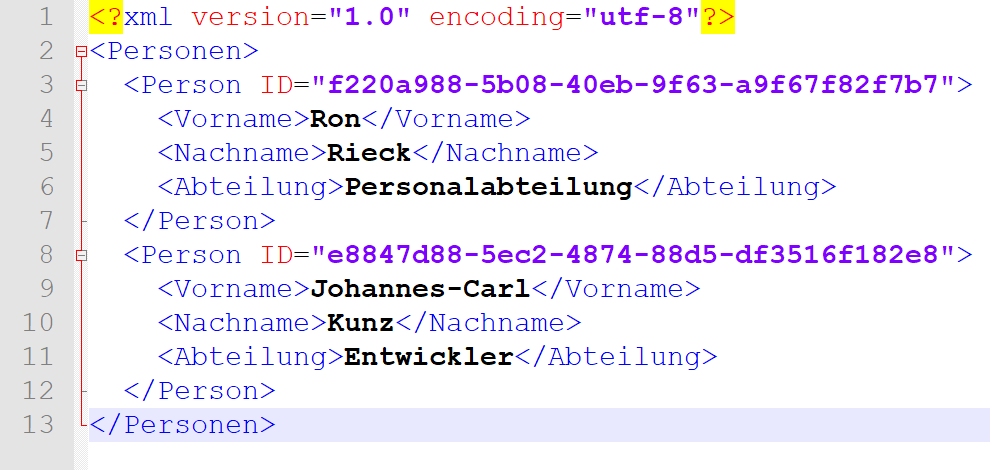 1 <?xml version="1.0" encoding="utf-8"?>
2 <Personen>
3 <Person ID="f220a988-5b08-40eb-9f63-a9f67f82f7b7">
4 <Vorname>Ron</Vorname>
5 <Nachname>Rieck</Nachname>
6 <Abteilung>Personalabteilung</Abteilung>
7 </Person>
8 <Person ID="e8847d88-5ec2-4874-88d5-df3516f182e8">
9 <Vorname>Johannes-Carl</Vorname>
10 <Nachname>Kunz</Nachname>
11 <Abteilung>Entwickler</Abteilung>
12 </Person>
13 </Personen>